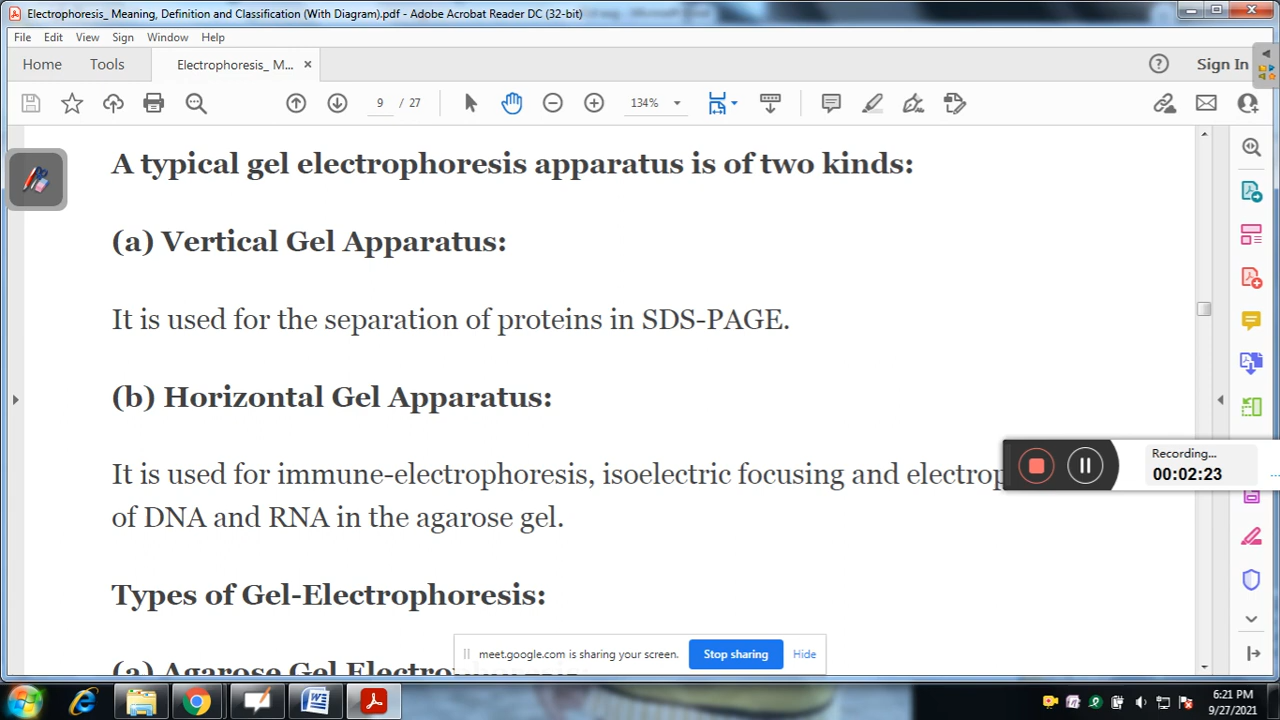 Electrophoresis_ Meaning, Definition and Classification (With Diagram).pdf - Adobe Acrobat Reader DC (32-bit)
File Edit View Sign Window Help
Home Tools Electrophoresis_ M... × Sign In
9 / 27 134%
A typical gel electrophoresis apparatus is of two kinds:
(a) Vertical Gel Apparatus:
It is used for the separation of proteins in SDS-PAGE.
(b) Horizontal Gel Apparatus:
It is used for immune-electrophoresis, isoelectric focusing and
Recording...
00:02:23
of DNA and RNA in the agarose gel.
Types of Gel-Electrophoresis:
meet.google.com is sharing your screen. Stop sharing Hide
(a) Agarose Gel
6:21 PM
9/27/2021